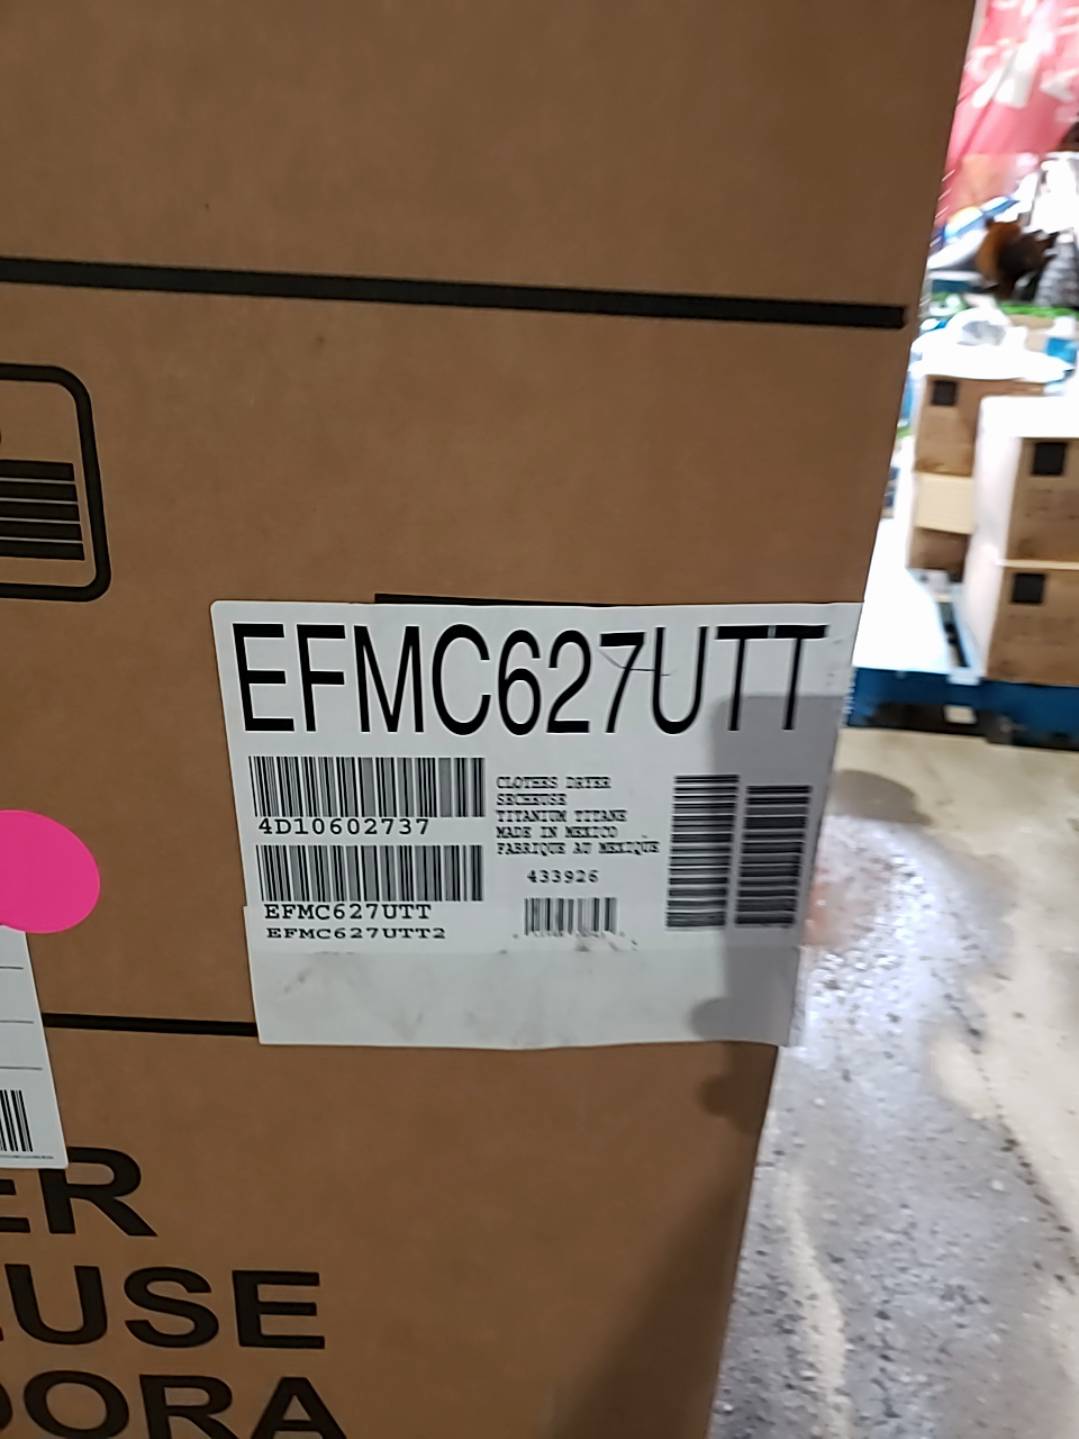 EFMC627UTT
4D10602737
EFMC627UTT
EFMC627UTT2
CLOTHES DRYER
SECHEUSE
TITANIUM TITANE
MADE IN MEXICO
FABRIQUE AU MEXIQUE
433926
ER
USE
ORA